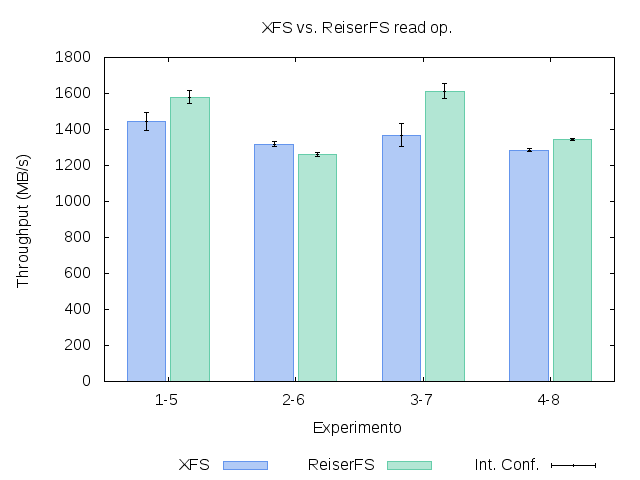 XFS vs. ReiserFS read op.
Throughput (MB/s)
1800
1600
1400
1200
1000
800
600
400
200
0
1-5 2-6 3-7 4-8
Experimento
XFS ReiserFS Int. Conf.